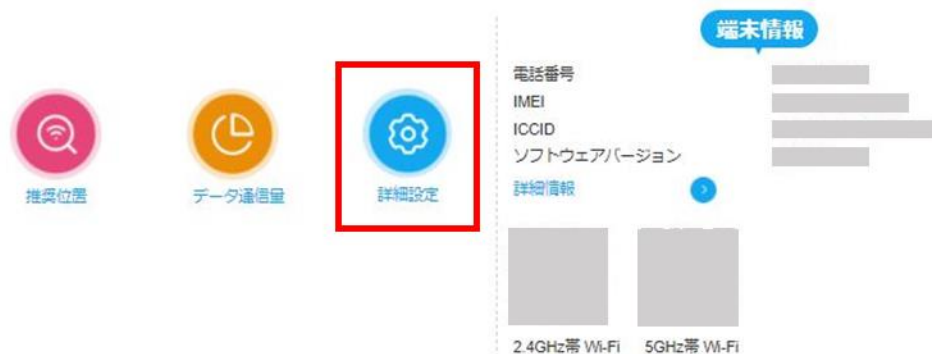 推奨位置
データ通信量
詳細設定
端末情報
電話番号
IMEI
ICCID
ソフトウェアバージョン
詳細情報
2.4GHz帯 Wi-Fi
5GHz帯 Wi-Fi